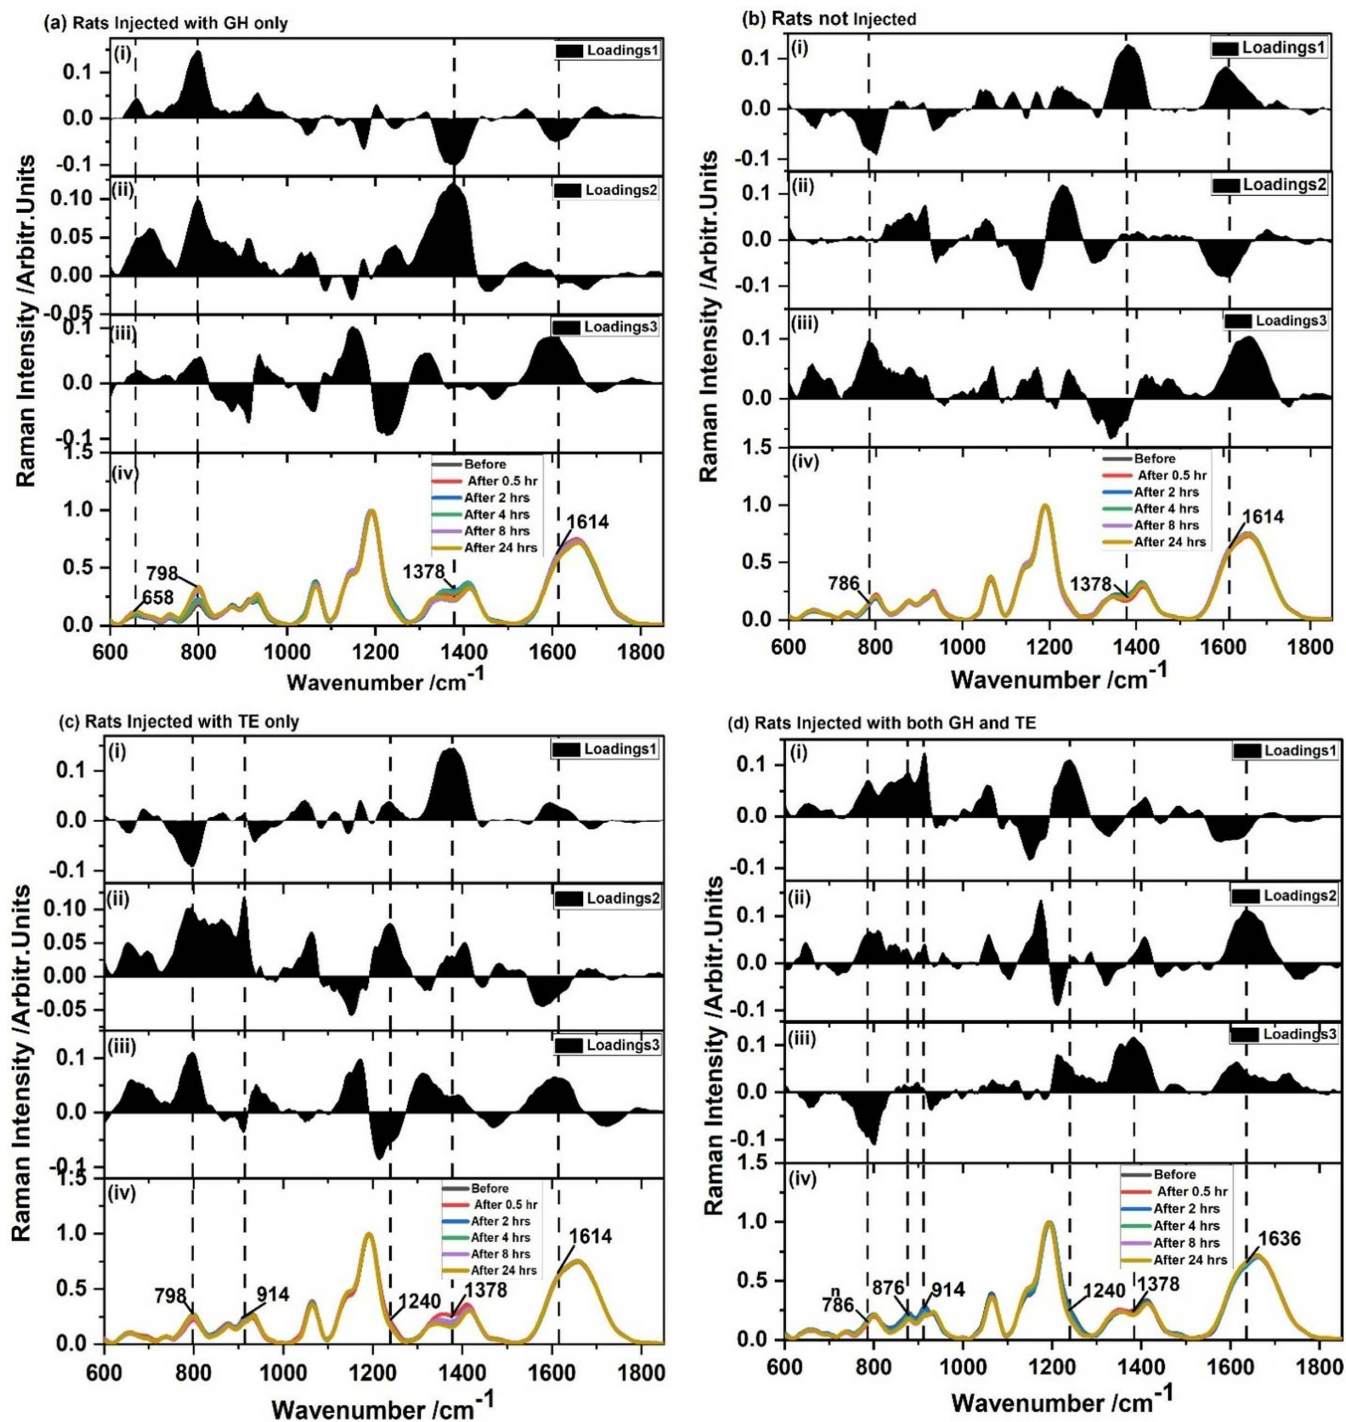 (a) Rats Injected with GH only
(i)
Loadings1
0.1
0.0
-0.1
(ii)
Loadings2
0.10
0.05
0.00
-0.05
(iii)
Loadings3
0.1
0.0
-0.1
(iv)
Before
After 0.5 hr
After 2 hrs
After 4 hrs
After 8 hrs
After 24 hrs
1.5
1.0
0.5
0.0
798
658
1378
1614
600 800 1000 1200 1400 1600 1800
Wavenumber /cm-1
Raman Intensity /Arbitr.Units
(b) Rats not Injected
(i)
Loadings1
0.1
0.0
-0.1
(ii)
Loadings2
0.1
0.0
-0.1
(iii)
Loadings3
0.1
0.0
1.5
(iv)
Before
After 0.5 hr
After 2 hrs
After 4 hrs
After 8 hrs
After 24 hrs
1.0
0.5
0.0
786
1378
1614
600 800 1000 1200 1400 1600 1800
Wavenumber /cm-1
Raman Intensity /Arbitr.Units
(c) Rats Injected with TE only
(i)
Loadings1
0.1
0.0
-0.1
(ii)
Loadings2
0.10
0.05
0.00
-0.05
(iii)
Loadings3
0.1
0.0
-0.1
1.5
(iv)
Before
After 0.5 hr
After 2 hrs
After 4 hrs
After 8 hrs
After 24 hrs
1.0
0.5
0.0
798
914
1240
1378
1614
600 800 1000 1200 1400 1600 1800
Wavenumber /cm-1
Raman Intensity /Arbitr.Units
(d) Rats Injected with both GH and TE
(i)
Loadings1
0.1
0.0
-0.1
(ii)
Loadings2
0.1
0.0
-0.1
(iii)
Loadings3
0.1
0.0
-0.1
1.5
(iv)
Before
After 0.5 hr
After 2 hrs
After 4 hrs
After 8 hrs
After 24 hrs
1.0
0.5
0.0
n
786
876
914
1240
1378
1636
600 800 1000 1200 1400 1600 1800
Wavenumber /cm-1
Raman Intensity /Arbitr.Units